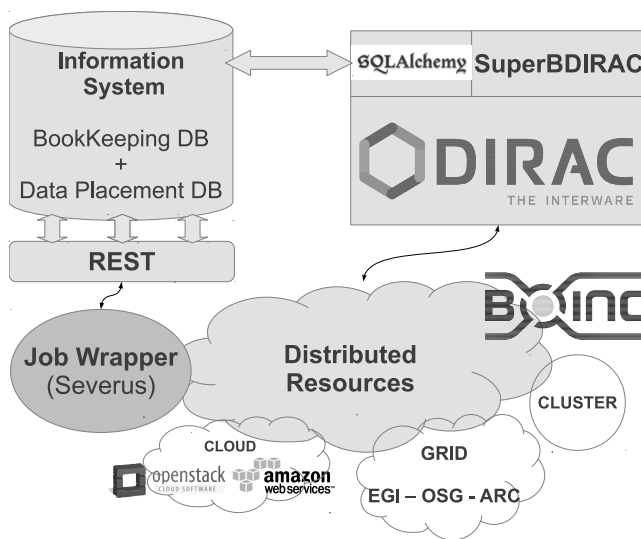 Information
System
BookKeeping DB
+
Data Placement DB
SQLAlchemy
SuperBDIRAC
DIRAC
THE INTERWARE
REST
BOINC
Job Wrapper
(Severus)
Distributed
Resources
CLUSTER
CLOUD
openstack
CLOUD SOFTWARE
amazon
webservices™
GRID
EGI – OSG - ARC